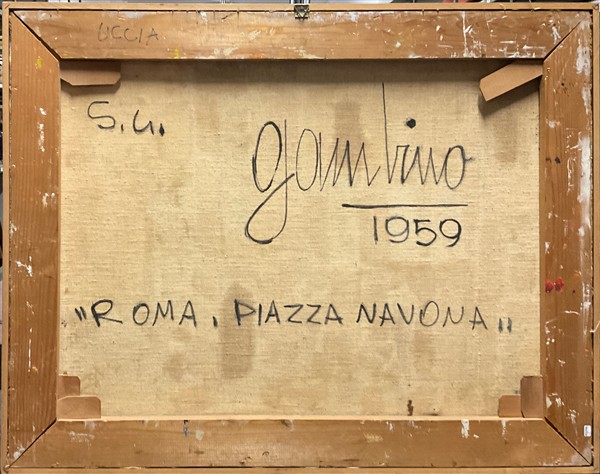 UCCIA
S.U.
gambino
1959
"ROMA, PIAZZA NAVONA"